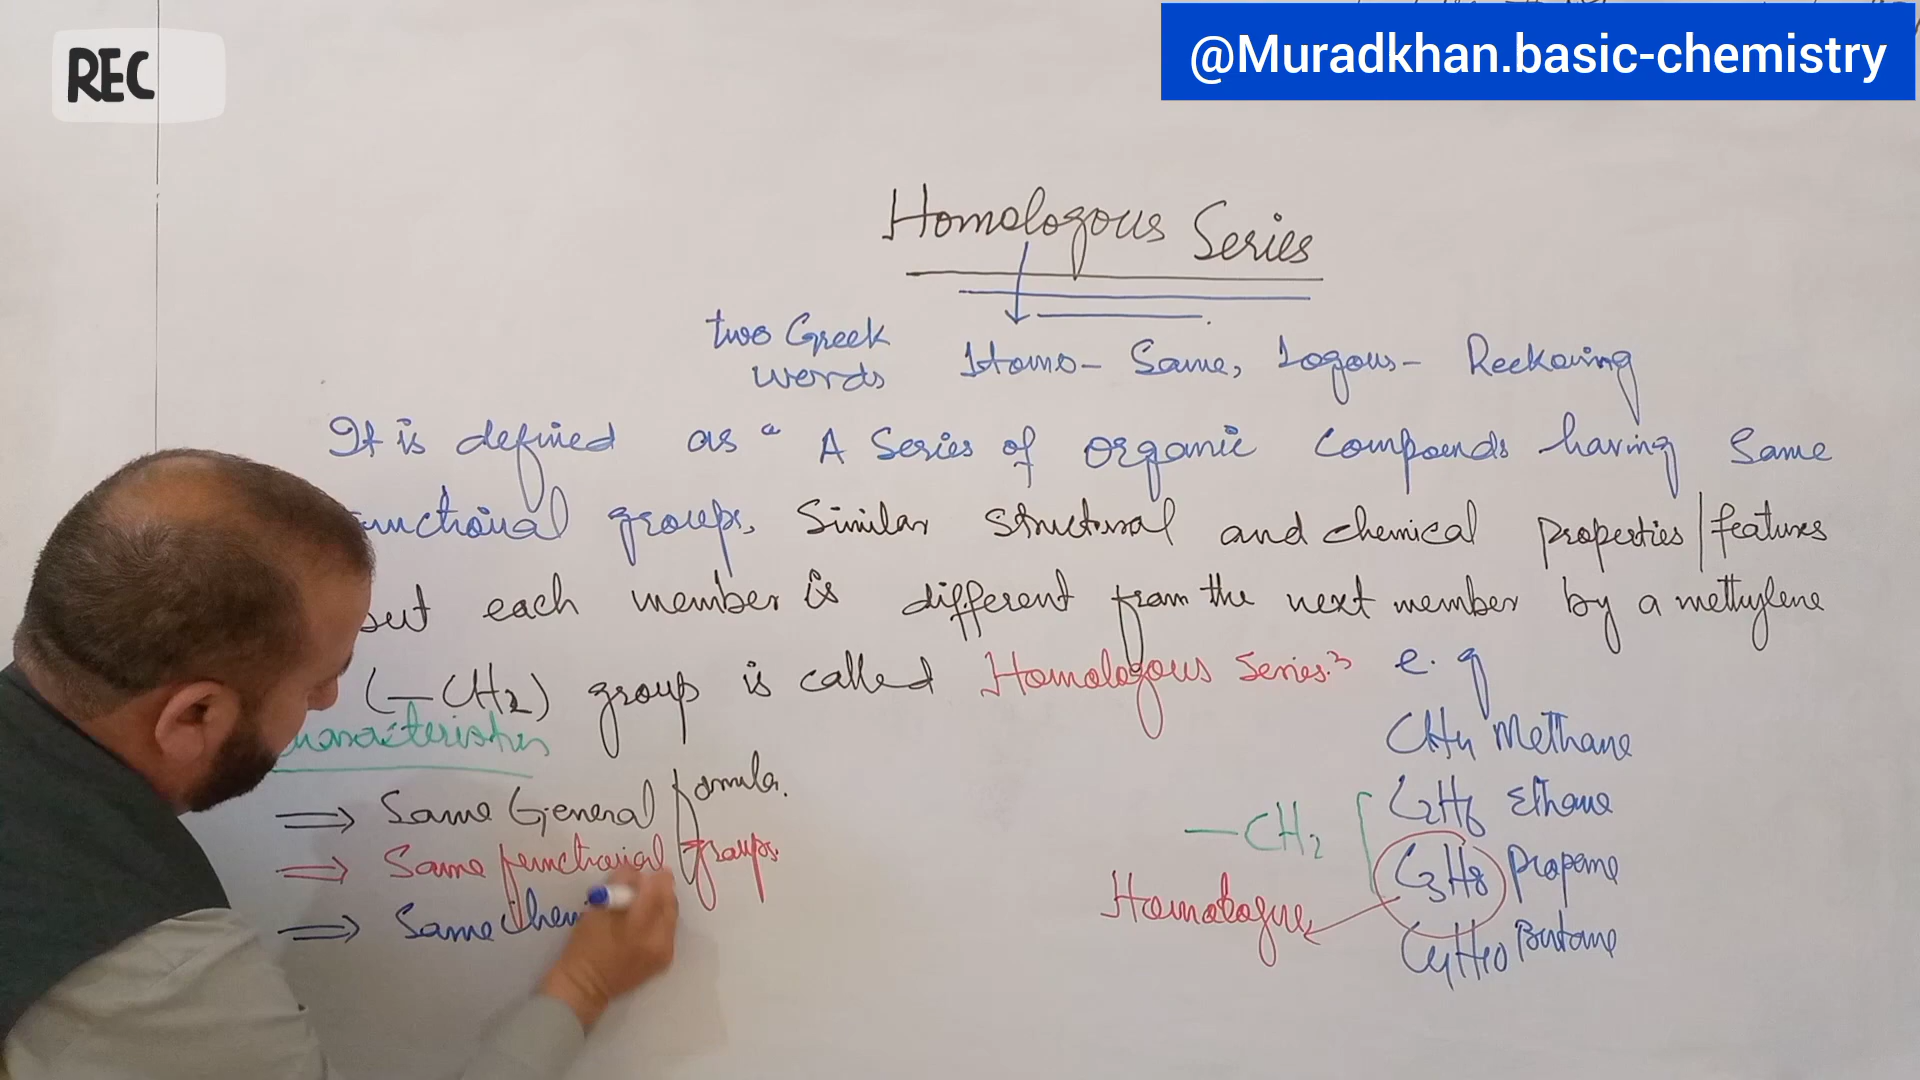 REC
@Muradkhan.basic-chemistry
Homologous Series
two Greek words
Homo- Same, Logous- Reckoning
It is defined as " A Series of organic compounds having Same
functional groups, Similar Structural and chemical properties/features
but each member is different from the next member by a methylene
(-CH2) group is called Homologous Series." e.g
Characteristics
CH4 Methane
⇒ Same General formula.
C2H6 Ethane
-CH2
⇒ Same functional groups.
C3H8 Propane
Homologue
⇒ Same chem
C4H10 Butane